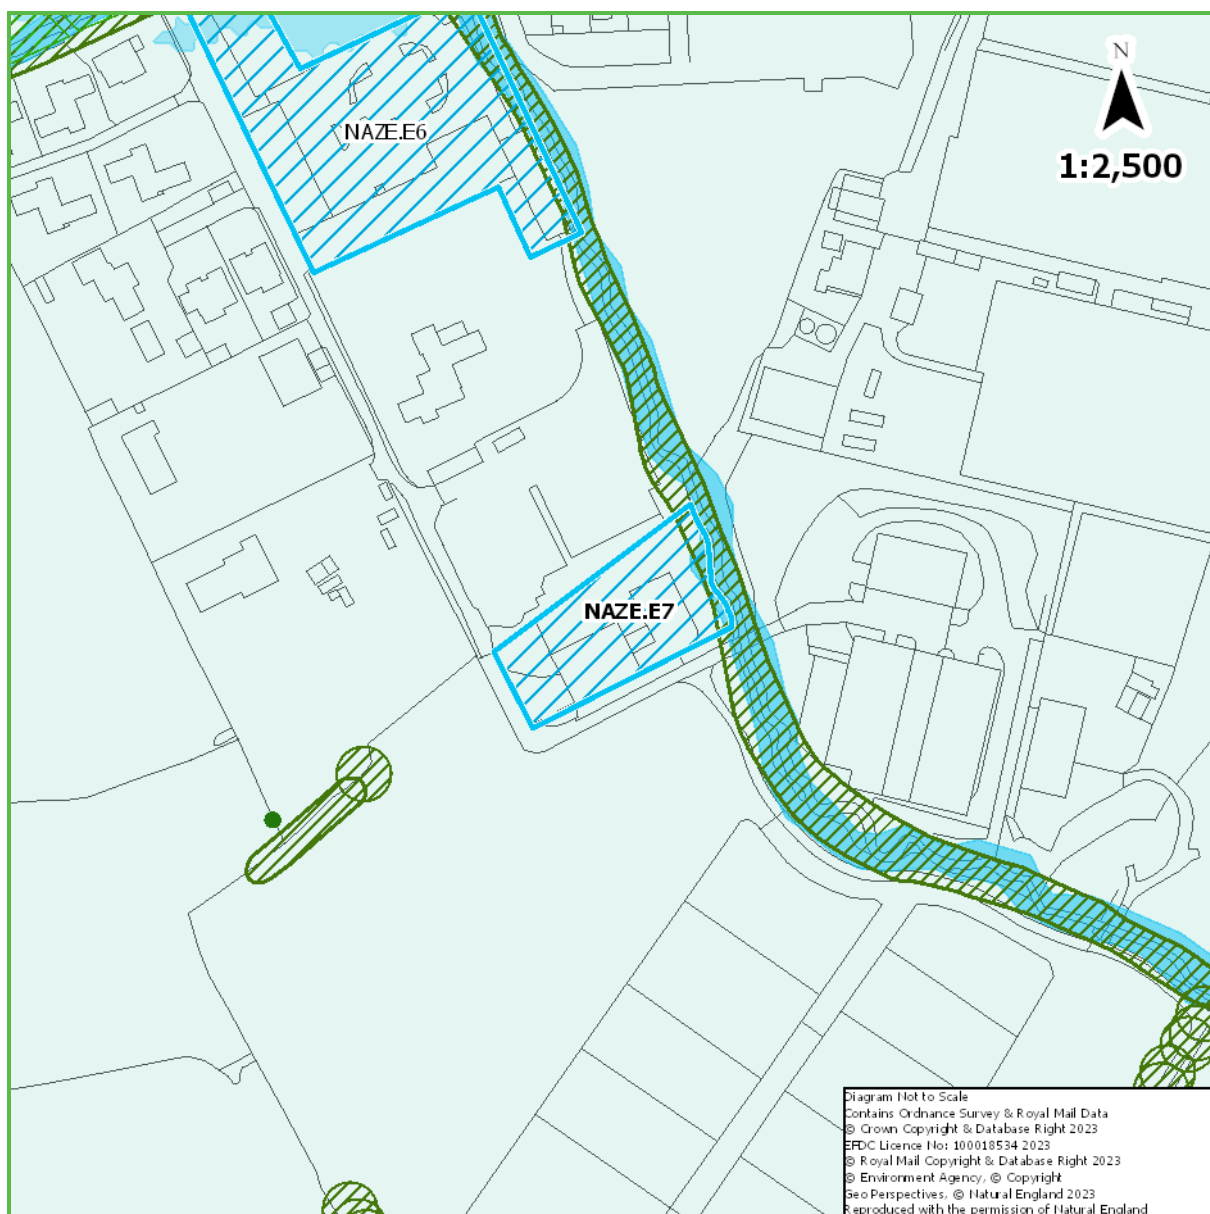 N
1:2,500
NAZE.E6
NAZE.E7
Diagram Not to Scale
Contains Ordnance Survey & Royal Mail Data
© Crown Copyright & Database Right 2023
EFDC Licence No: 100018534 2023
© Royal Mail Copyright & Database Right 2023
© Environment Agency, © Copyright
Geo Perspectives, © Natural England 2023
Reproduced with the permission of Natural England